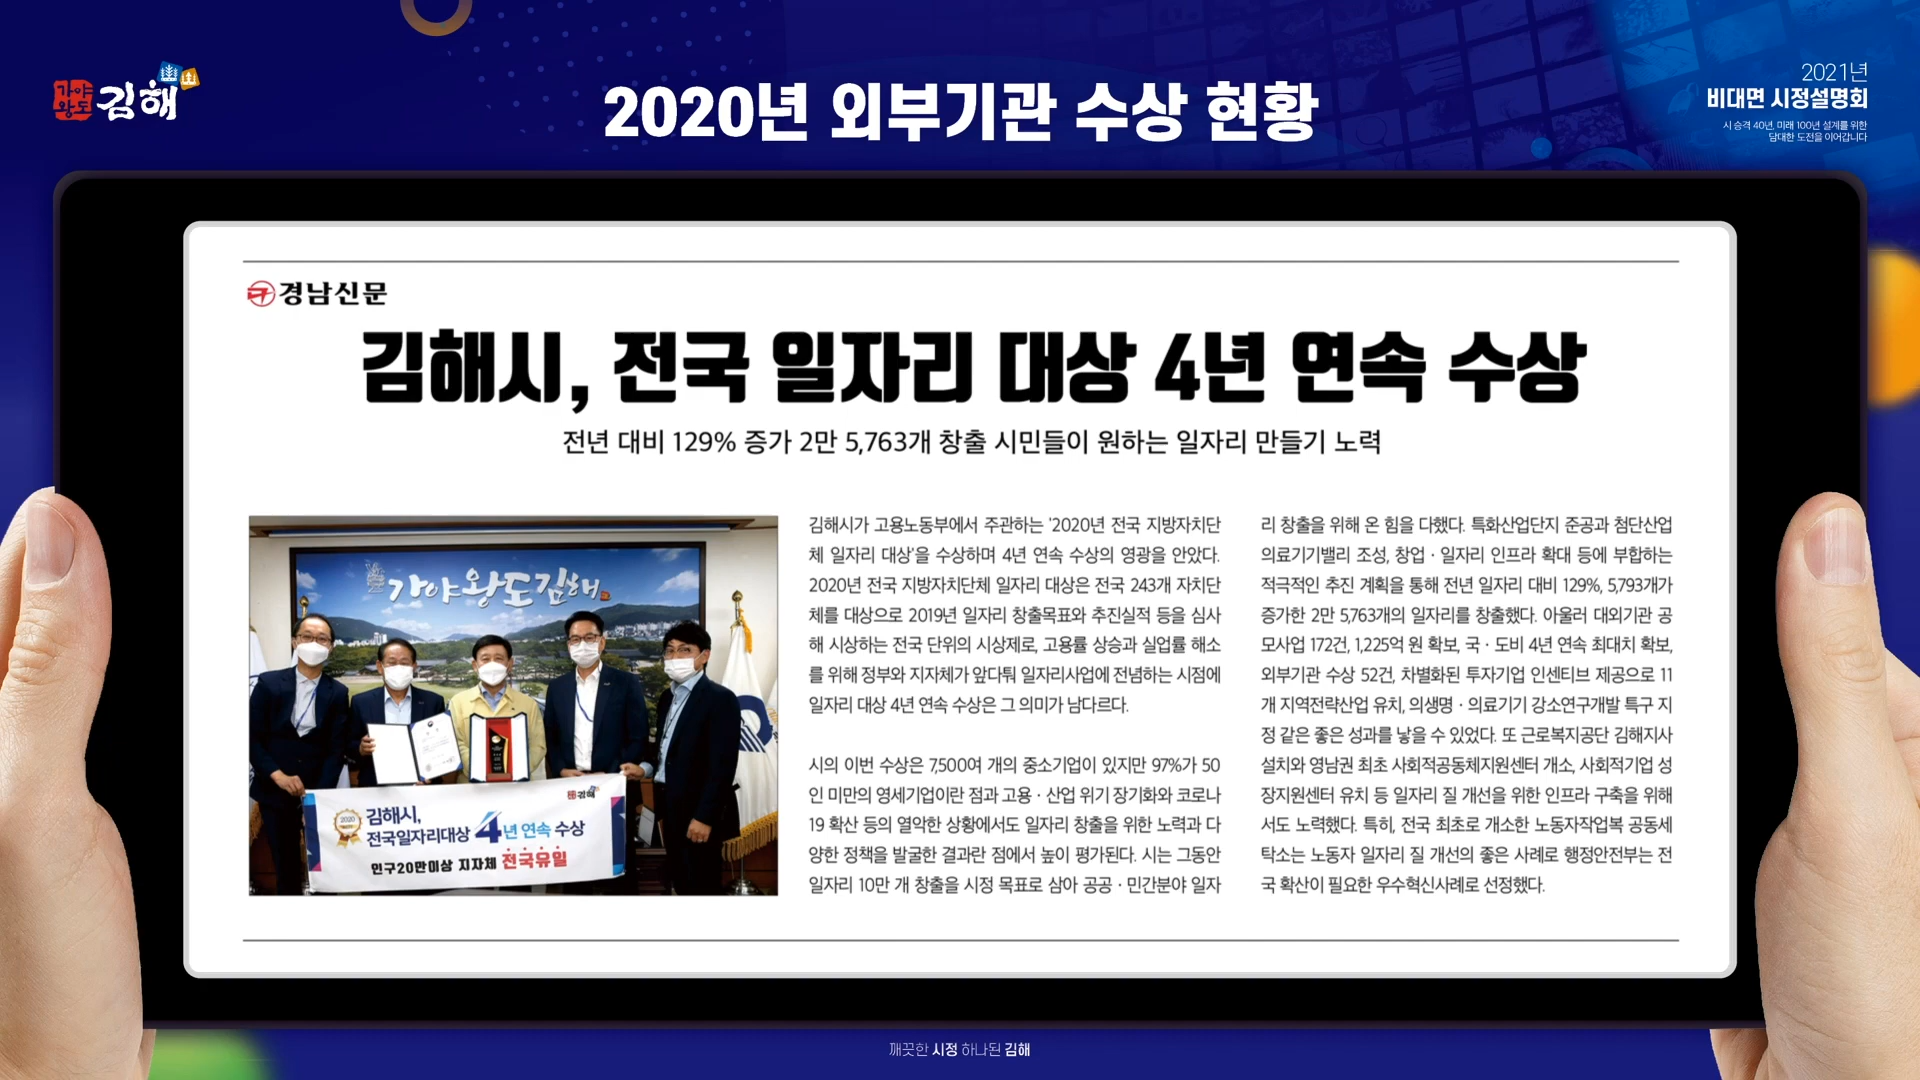 가야
왕도
김해
2020년 외부기관 수상 현황
2021년
비대면 시정설명회
시 승격 40년, 미래 100년 설계를 위한
담대한 도전을 이어갑니다
경남신문
김해시, 전국 일자리 대상 4년 연속 수상
전년 대비 129% 증가 2만 5,763개 창출 시민들이 원하는 일자리 만들기 노력
가야왕도김해
김해
2020
김해시,
전국일자리대상 4년 연속 수상
인구20만이상 지자체 전국유일
김해시가 고용노동부에서 주관하는 '2020년 전국 지방자치단
체 일자리 대상'을 수상하며 4년 연속 수상의 영광을 안았다.
2020년 전국 지방자치단체 일자리 대상은 전국 243개 자치단
체를 대상으로 2019년 일자리 창출목표와 추진실적 등을 심사
해 시상하는 전국 단위의 시상제로, 고용률 상승과 실업률 해소
를 위해 정부와 지자체가 앞다퉈 일자리사업에 전념하는 시점에
일자리 대상 4년 연속 수상은 그 의미가 남다르다.
시의 이번 수상은 7,500여 개의 중소기업이 있지만 97%가 50
인 미만의 영세기업이란 점과 고용 · 산업 위기 장기화와 코로나
19 확산 등의 열악한 상황에서도 일자리 창출을 위한 노력과 다
양한 정책을 발굴한 결과란 점에서 높이 평가된다. 시는 그동안
일자리 10만 개 창출을 시정 목표로 삼아 공공 · 민간분야 일자
리 창출을 위해 온 힘을 다했다. 특화산업단지 준공과 첨단산업
의료기기밸리 조성, 창업 · 일자리 인프라 확대 등에 부합하는
적극적인 추진 계획을 통해 전년 일자리 대비 129%, 5,793개가
증가한 2만 5,763개의 일자리를 창출했다. 아울러 대외기관 공
모사업 172건, 1,225억 원 확보, 국 · 도비 4년 연속 최대치 확보,
외부기관 수상 52건, 차별화된 투자기업 인센티브 제공으로 11
개 지역전략산업 유치, 의생명 · 의료기기 강소연구개발 특구 지
정 같은 좋은 성과를 낳을 수 있었다. 또 근로복지공단 김해지사
설치와 영남권 최초 사회적공동체지원센터 개소, 사회적기업 성
장지원센터 유치 등 일자리 질 개선을 위한 인프라 구축을 위해
서도 노력했다. 특히, 전국 최초로 개소한 노동자작업복 공동세
탁소는 노동자 일자리 질 개선의 좋은 사례로 행정안전부는 전
국 확산이 필요한 우수혁신사례로 선정했다.
깨끗한 시정 하나된 김해